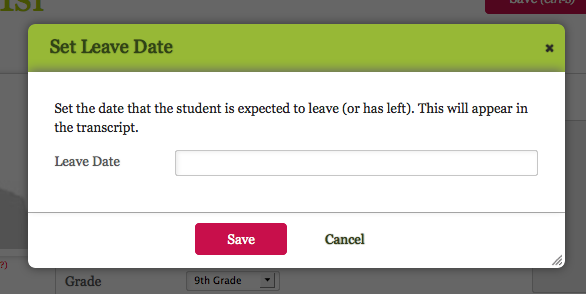 Save (Ctrl-S)
Set Leave Date
Set the date that the student is expected to leave (or has left). This will appear in
the transcript.
Leave Date
Save
Cancel
?)
Grade
9th Grade